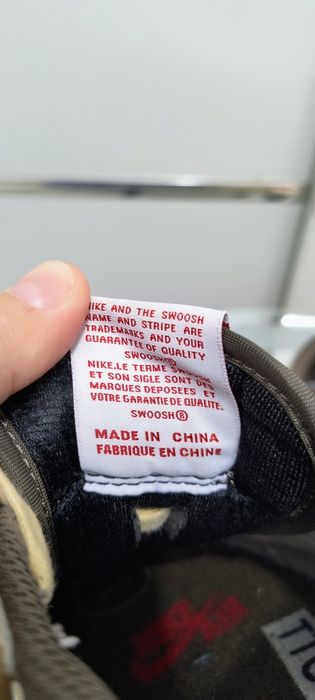 NIKE AND THE SWOOSH
NAME AND STRIPE ARE
TRADEMARKS AND YOUR
GUARANTEE OF QUALITY
SWOOSH®
NIKE.LE TERME SWOOSH
ET SON SIGLE SONT DES
MARQUES DEPOSEES ET
VOTRE GARANTIE DE QUALITE.
SWOOSH®
MADE IN CHINA
FABRIQUE EN CHINE